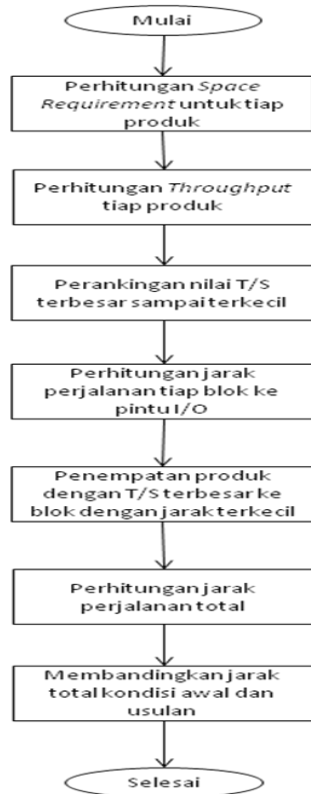 Mulai
Perhitungan Space
Requirement untuk tiap
produk
Perhitungan Throughput
tiap produk
Perankingan nilai T/S
terbesar sampai terkecil
Perhitungan jarak
perjalanan tiap blok ke
pintu I/O
Penempatan produk
dengan T/S terbesar ke
blok dengan jarak terkecil
Perhitungan jarak
perjalanan total
Membandingkan jarak
total kondisi awal dan
usulan
Selesai